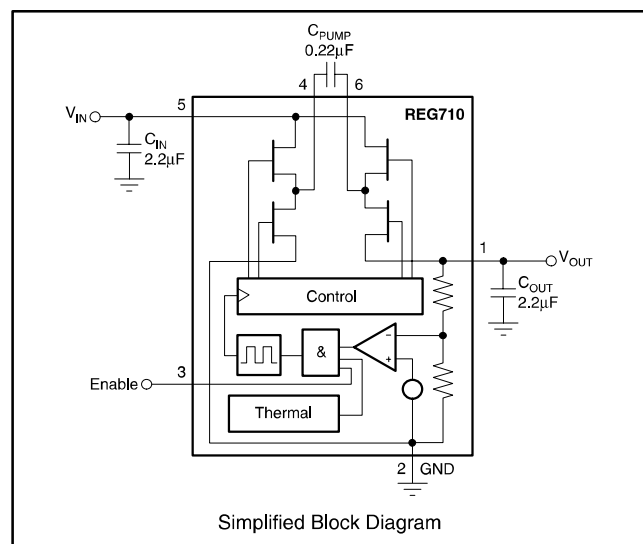 C_PUMP
0.22μF
4 6
5
REG710
V_IN
C_IN
2.2μF
1
V_OUT
C_OUT
2.2μF
Control
&
−
+
3
Enable
Thermal
2 GND
Simplified Block Diagram